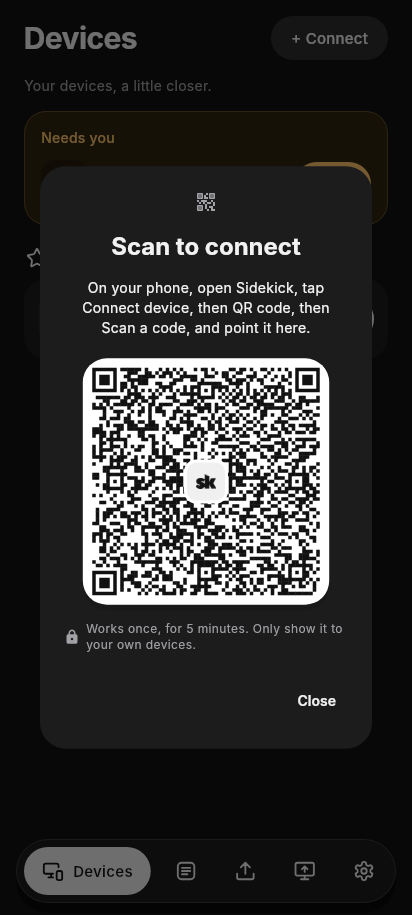 Devices
+ Connect
Your devices, a little closer.
Needs you
Scan to connect
On your phone, open Sidekick, tap
Connect device, then QR code, then
Scan a code, and point it here.
sk
Works once, for 5 minutes. Only show it to
your own devices.
Close
Devices